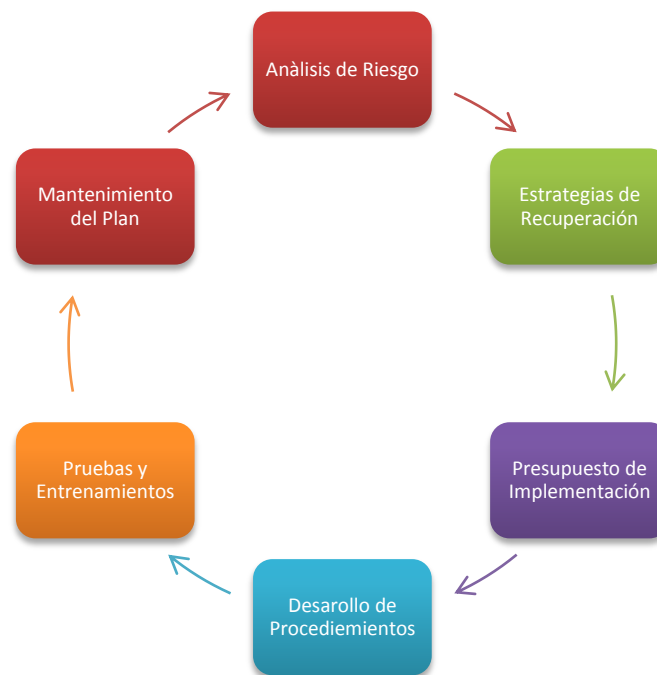 Anàlisis de Riesgo
Estrategias de
Recuperación
Presupuesto de
Implementación
Desarollo de
Procediemientos
Pruebas y
Entrenamientos
Mantenimiento
del Plan